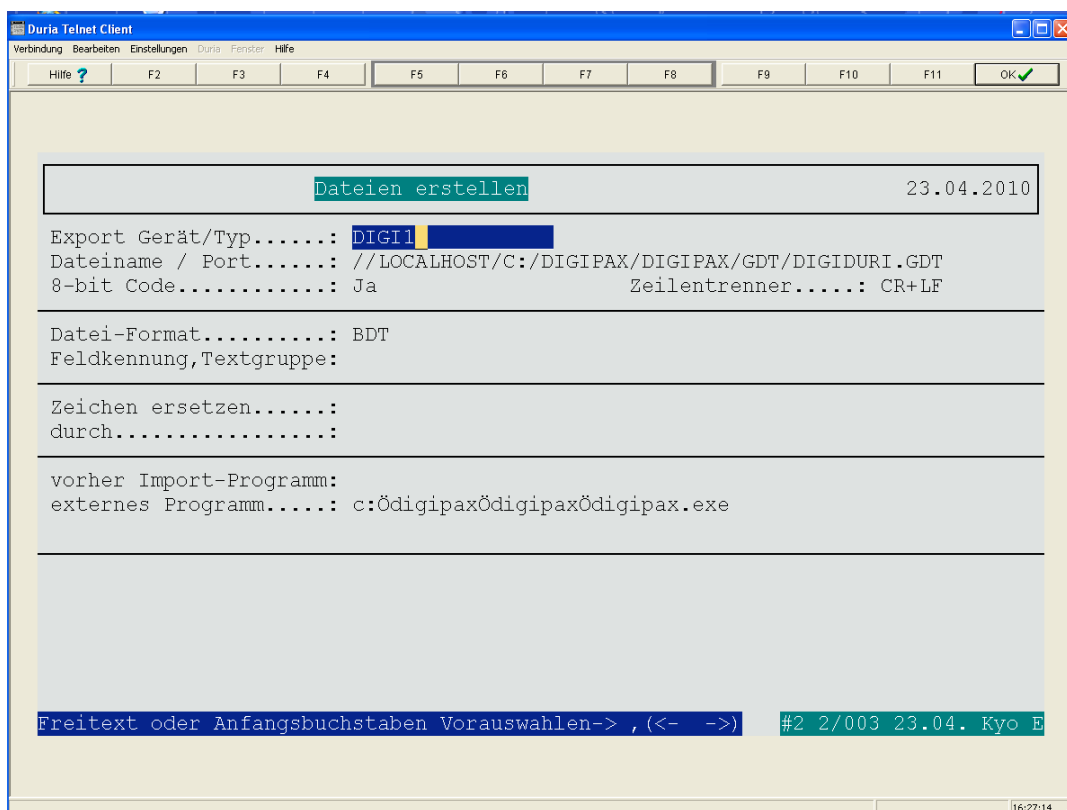 Duria Telnet Client
Verbindung Bearbeiten Einstellungen Duria Fenster Hilfe
Hilfe ? F2 F3 F4 F5 F6 F7 F8 F9 F10 F11 OK
Dateien erstellen 23.04.2010
Export Gerät/Typ......: DIGI1
Dateiname / Port......: //LOCALHOST/C:/DIGIPAX/DIGIPAX/GDT/DIGIDURI.GDT
8-bit Code............: Ja Zeilentrenner.....: CR+LF
Datei-Format..........: BDT
Feldkennung,Textgruppe:
Zeichen ersetzen......:
durch.................:
vorher Import-Programm:
externes Programm.....: c:ÖdigipaxÖdigipaxÖdigipax.exe
Freitext oder Anfangsbuchstaben Vorauswahlen-> ,(<- ->) #2 2/003 23.04. Kyo E
16:27:14